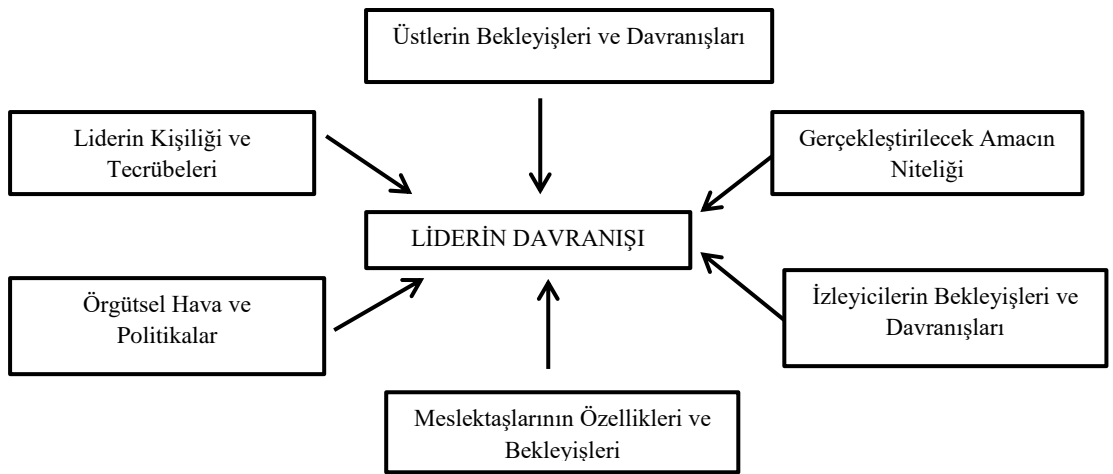 Üstlerin Bekleyişleri ve Davranışları
Liderin Kişiliği ve
Tecrübeleri
Gerçekleştirilecek Amacın
Niteliği
LİDERİN DAVRANIŞI
Örgütsel Hava ve
Politikalar
İzleyicilerin Bekleyişleri ve
Davranışları
Meslektaşlarının Özellikleri ve
Bekleyişleri